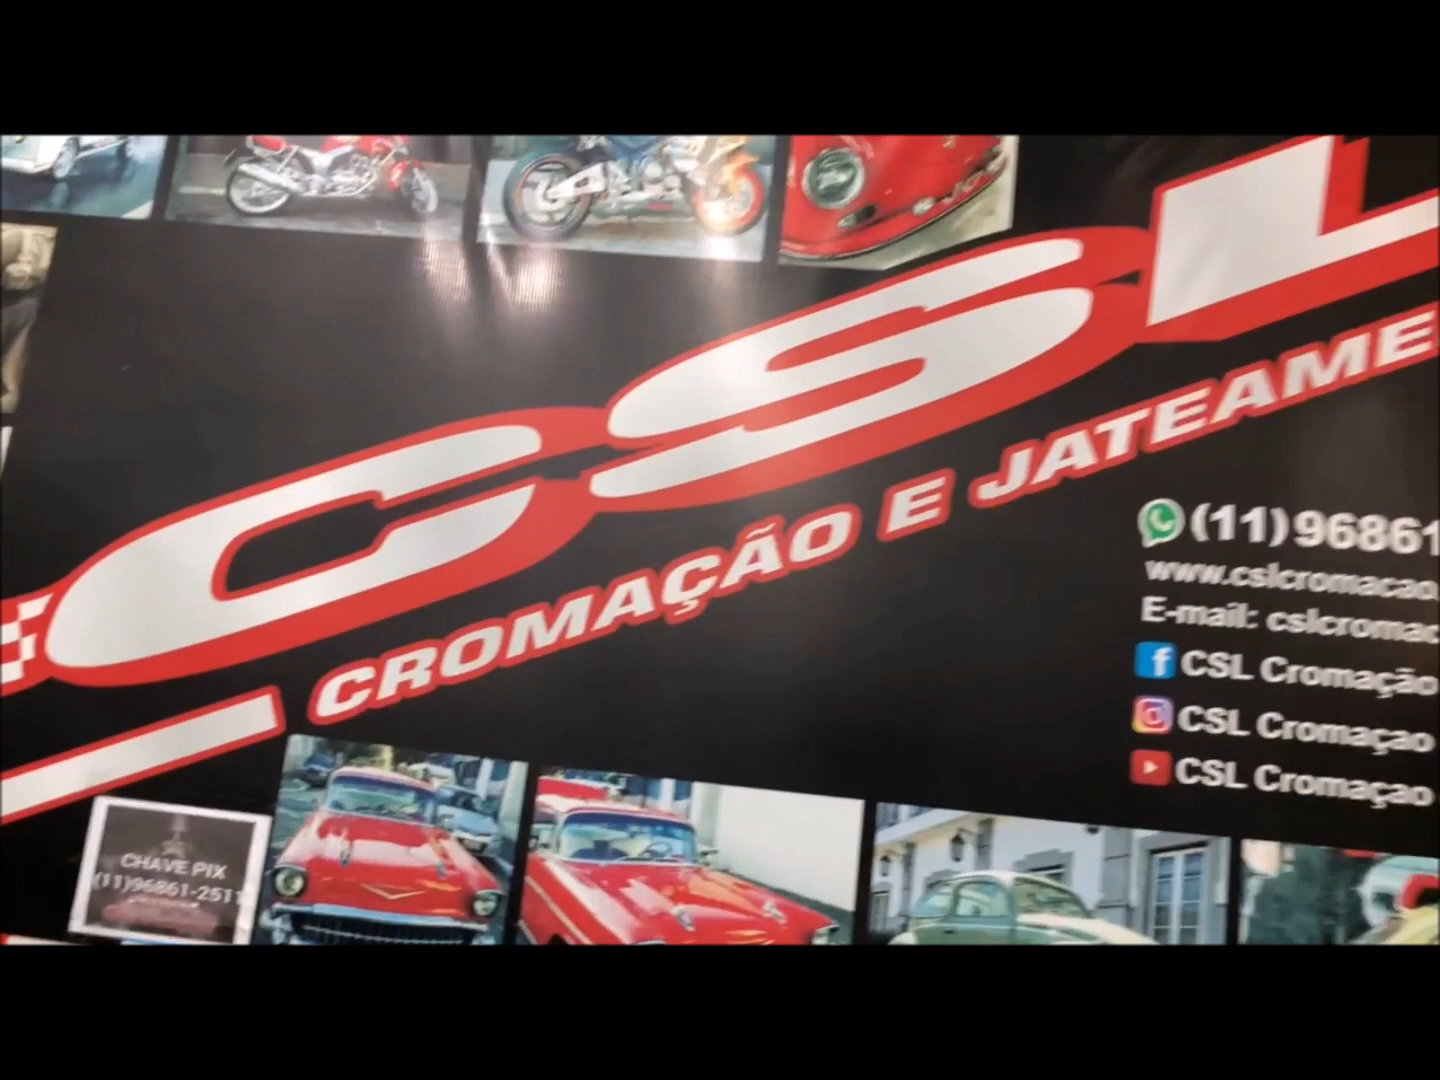 CSL
CROMAÇÃO E JATEAME
(11)96861
www.cslcromacao
E-mail: cslcromac
CSL Cromação
CSL Cromaçao
CSL Cromaçao
CHAVE PIX
(11)96861-2511